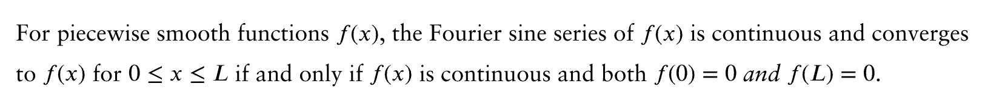 For piecewise smooth functions f(x), the Fourier sine series of f(x) is continuous and converges
to f(x) for 0 ≤ x ≤ L if and only if f(x) is continuous and both f(0) = 0 and f(L) = 0.